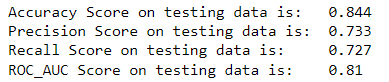 Accuracy Score on testing data is:   0.844
Precision Score on testing data is:  0.733
Recall Score on testing data is:     0.727
ROC_AUC Score on testing data is:    0.81